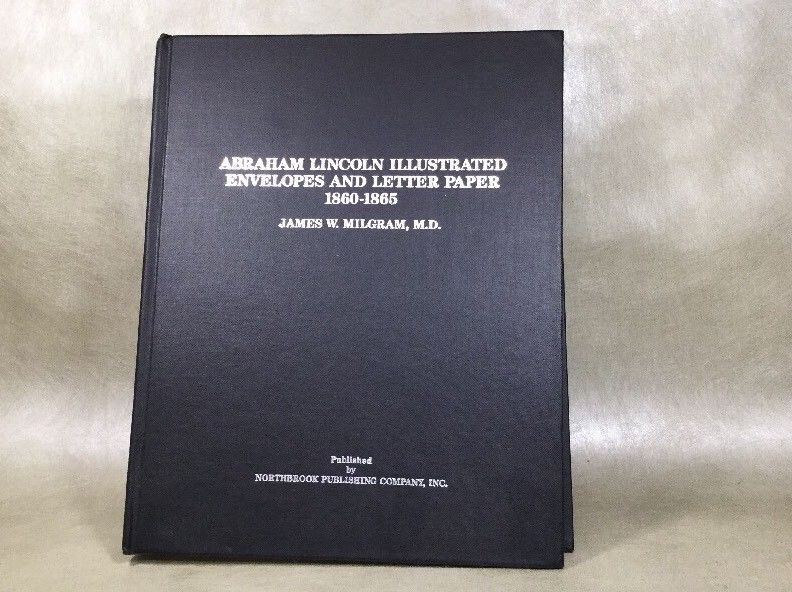 ABRAHAM LINCOLN ILLUSTRATED
ENVELOPES AND LETTER PAPER
1860-1865
JAMES W. MILGRAM, M.D.
Published
by
NORTHBROOK PUBLISHING COMPANY, INC.